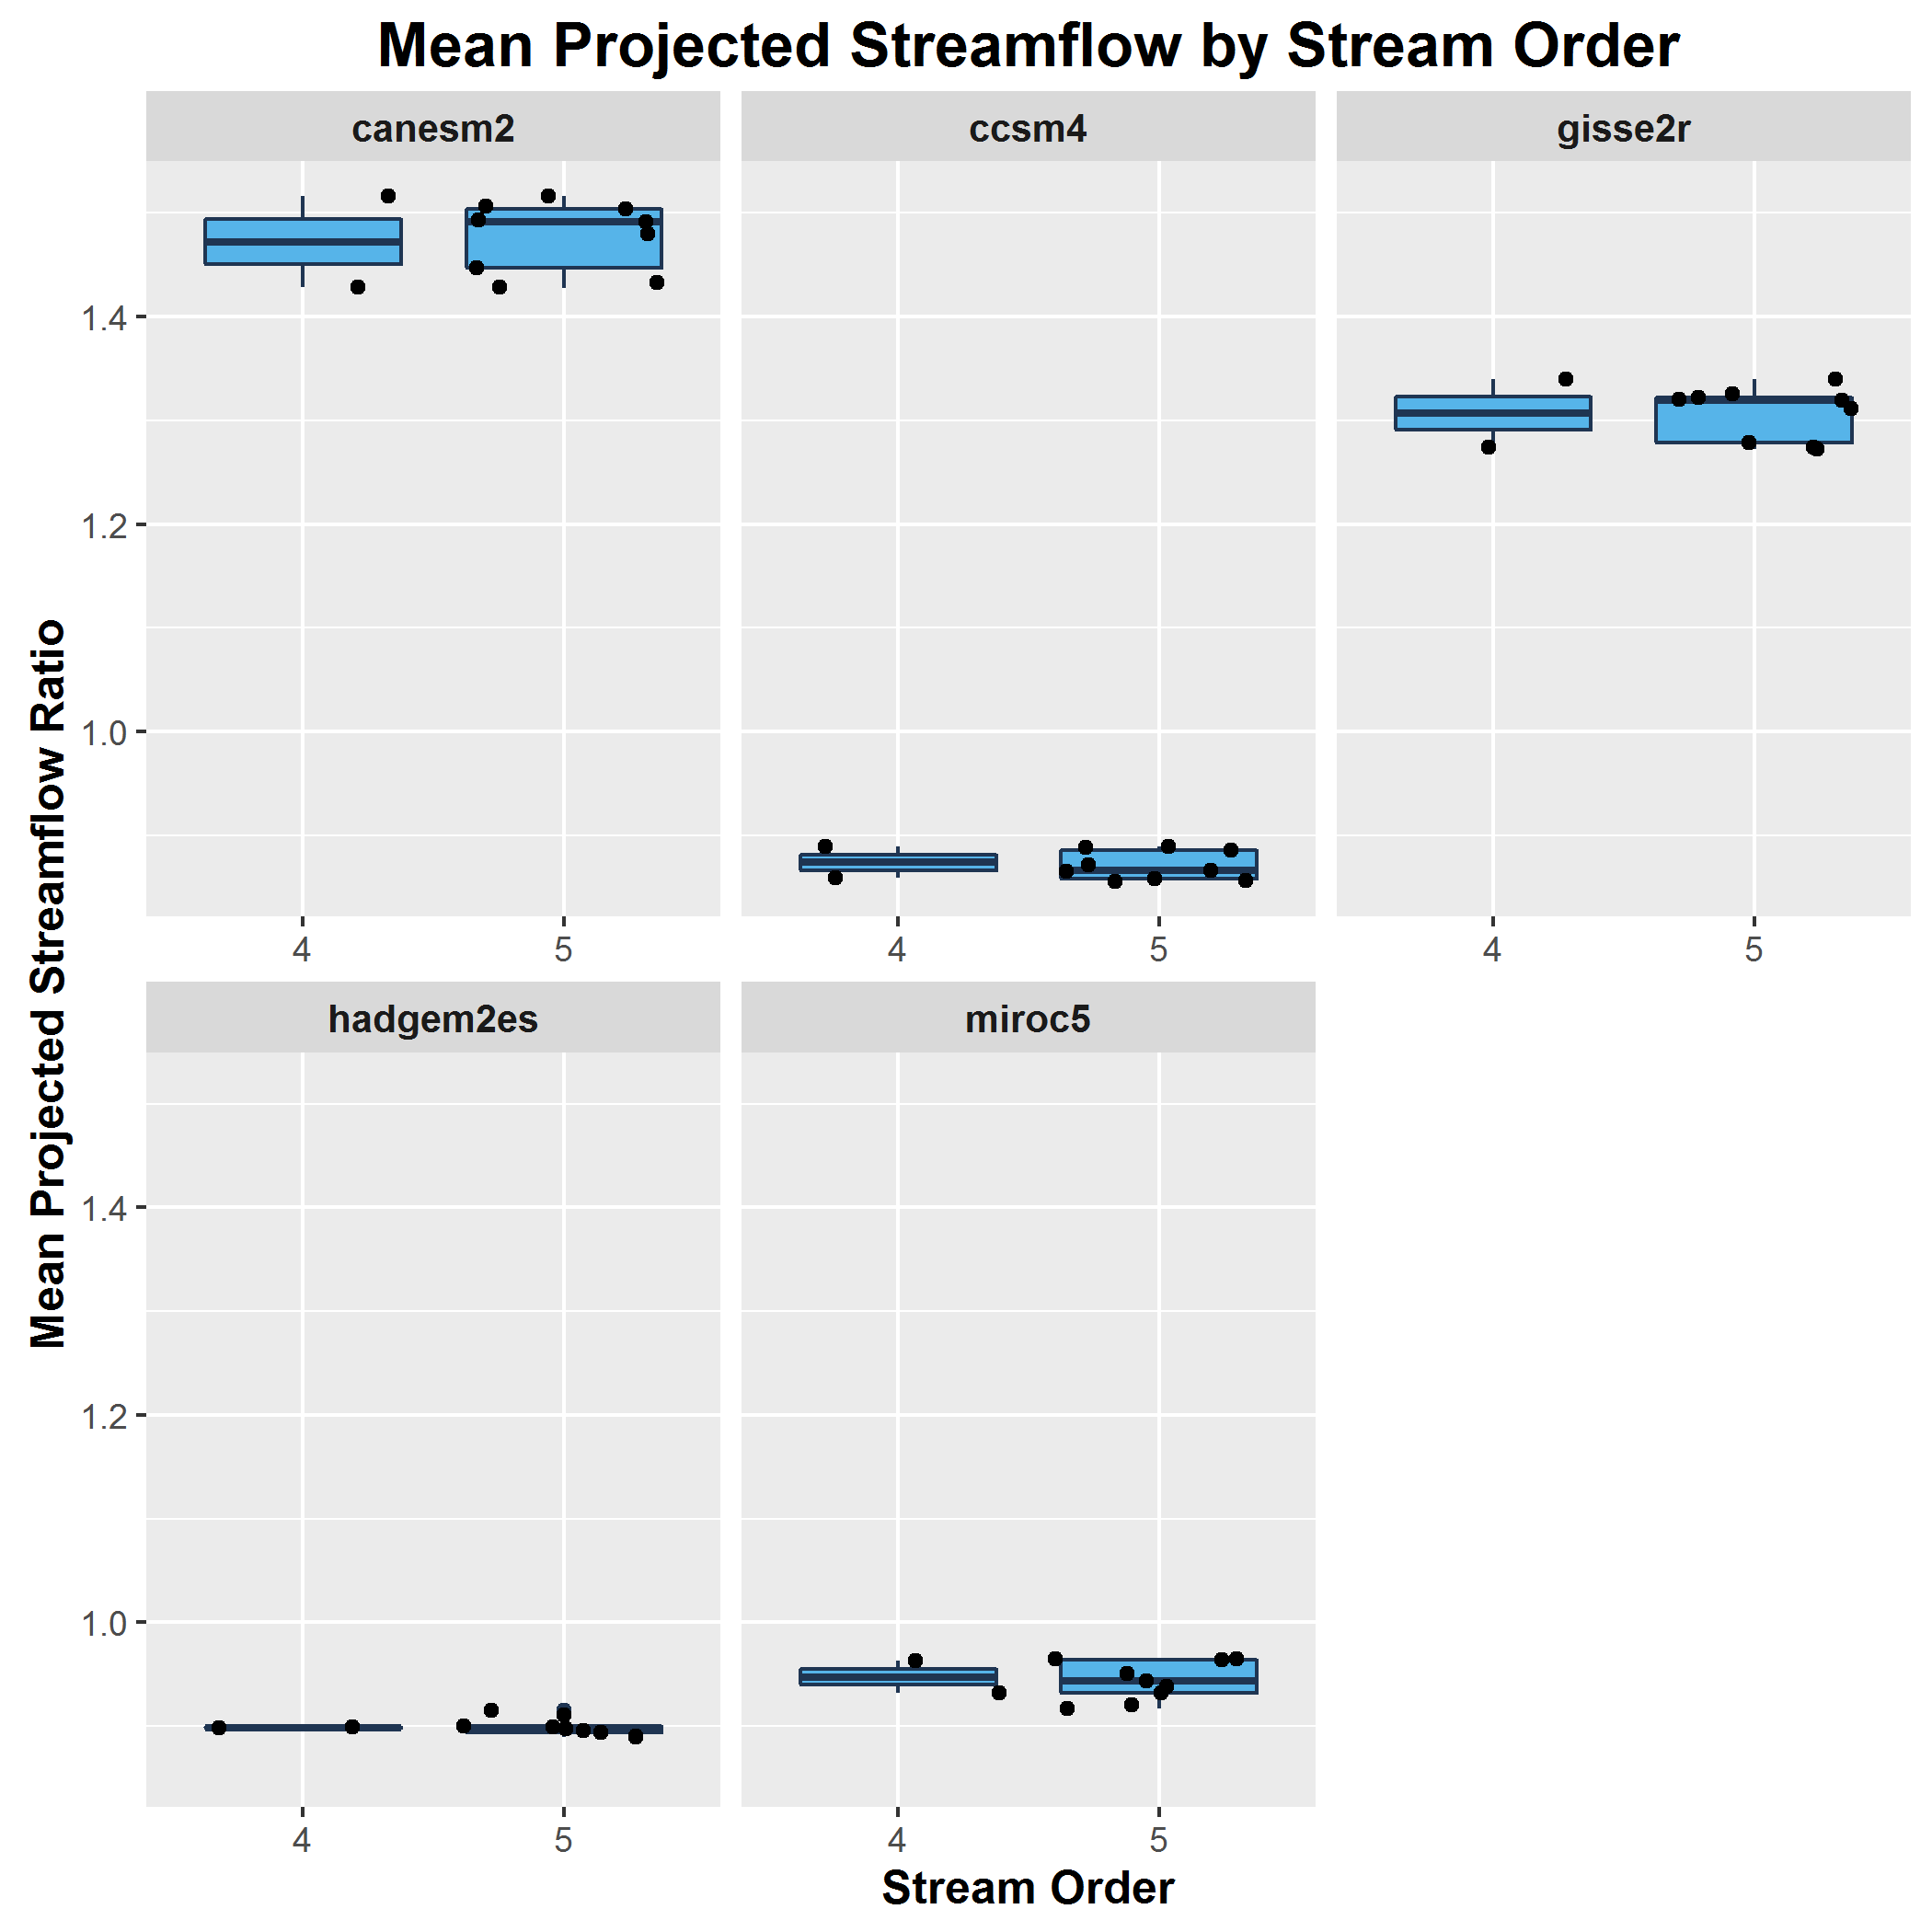 Mean Projected Streamflow by Stream Order
canesm2
ccsm4
gisse2r
1.4
1.2
1.0
4
5
4
5
4
5
hadgem2es
miroc5
1.4
1.2
1.0
4
5
4
5
Mean Projected Streamflow Ratio
Stream Order